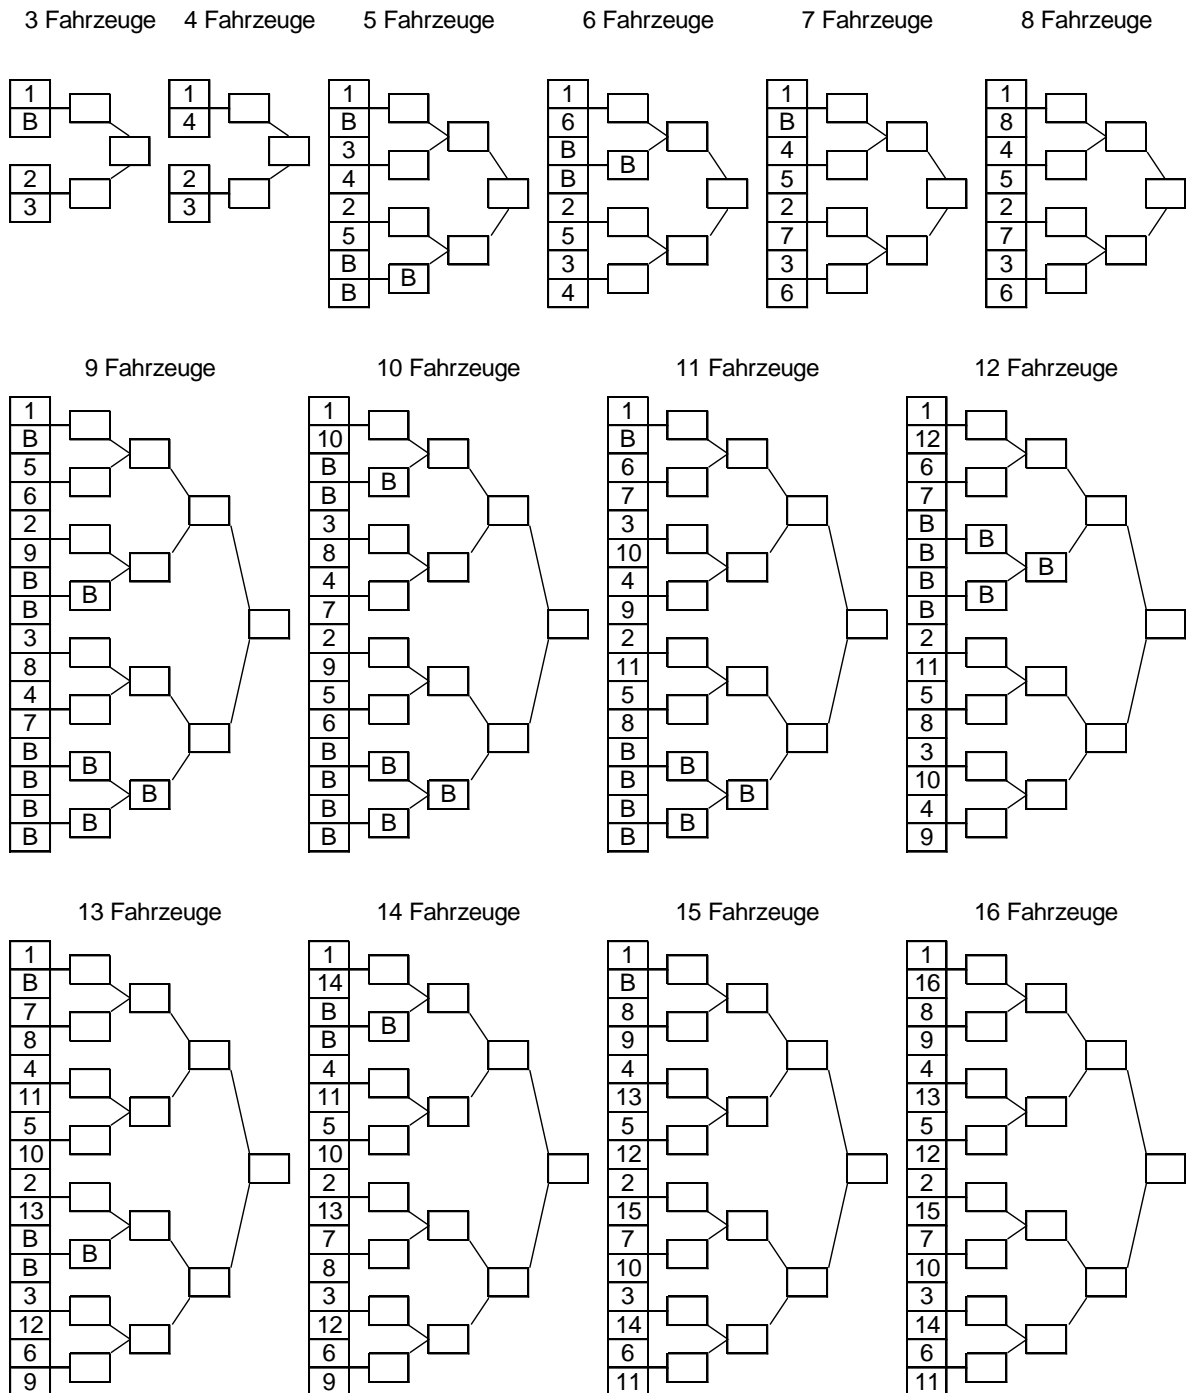 3 Fahrzeuge 4 Fahrzeuge 5 Fahrzeuge 6 Fahrzeuge 7 Fahrzeuge 8 Fahrzeuge
1 1 1 1 1 1
B 4 B 6 B 8
3 B 4 4
4 B B 5 5
2 2 2 2 2 2
3 3 5 5 7 7
B 3 3 3
B B 4 6 6
9 Fahrzeuge 10 Fahrzeuge 11 Fahrzeuge 12 Fahrzeuge
1 1 1 1
B 10 B 12
5 B 6 6
B
6 B 7 7
2 3 3 B
B
9 8 10 B
B
B 4 4 B
B B
B 7 9 B
3 2 2 2
8 9 11 11
4 5 5 5
7 6 8 8
B B B 3
B B B
B B B 10
B B B
B B B 4
B B B
B B B 9
13 Fahrzeuge 14 Fahrzeuge 15 Fahrzeuge 16 Fahrzeuge
1 1 1 1
B 14 B 16
7 B 8 8
B
8 B 9 9
4 4 4 4
11 11 13 13
5 5 5 5
10 10 12 12
2 2 2 2
13 13 15 15
B 7 7 7
B
B 8 10 10
3 3 3 3
12 12 14 14
6 6 6 6
9 9 11 11